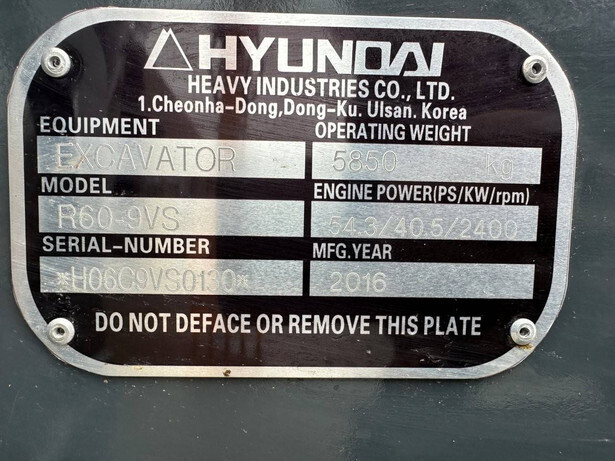 HYUNDAI
HEAVY INDUSTRIES CO., LTD.
1.Cheonha-Dong,Dong-Ku. Ulsan. Korea
EQUIPMENT
EXCAVATOR
OPERATING WEIGHT
5850 kg
MODEL
R60-9VS
ENGINE POWER(PS/KW/rpm)
54.3/40.5/2400
SERIAL-NUMBER
*H06C9VS0130*
MFG.YEAR
2016
DO NOT DEFACE OR REMOVE THIS PLATE